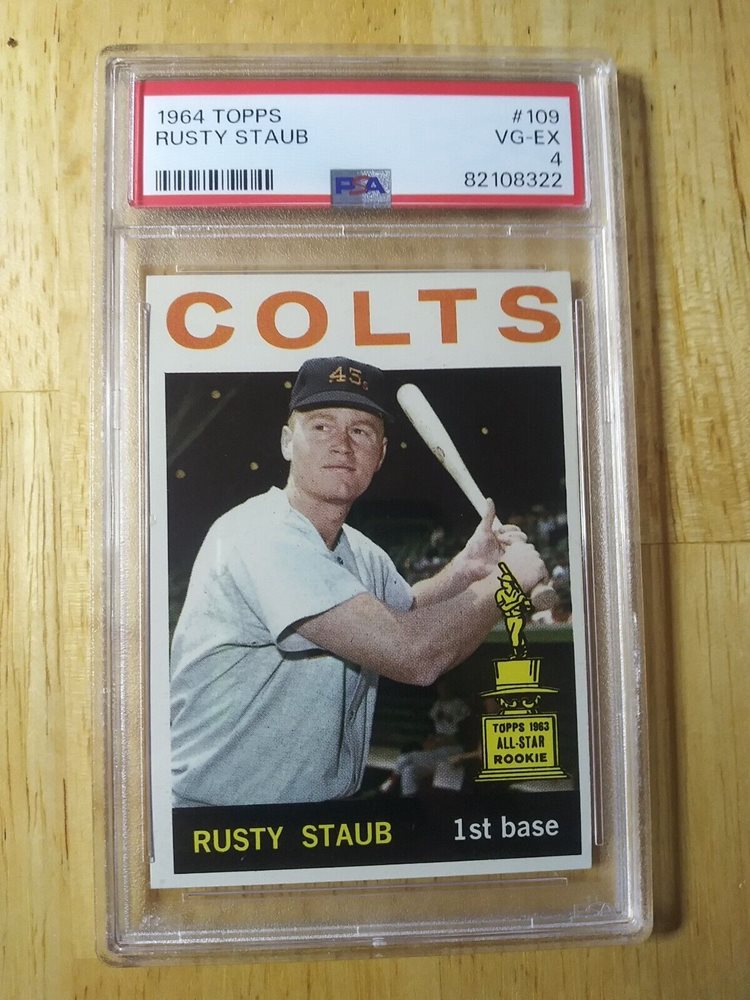 1964 TOPPS #109
RUSTY STAUB VG-EX
4
PSA 82108322
COLTS
.45s
TOPPS 1963
ALL-STAR
ROOKIE
RUSTY STAUB 1st base
PSA